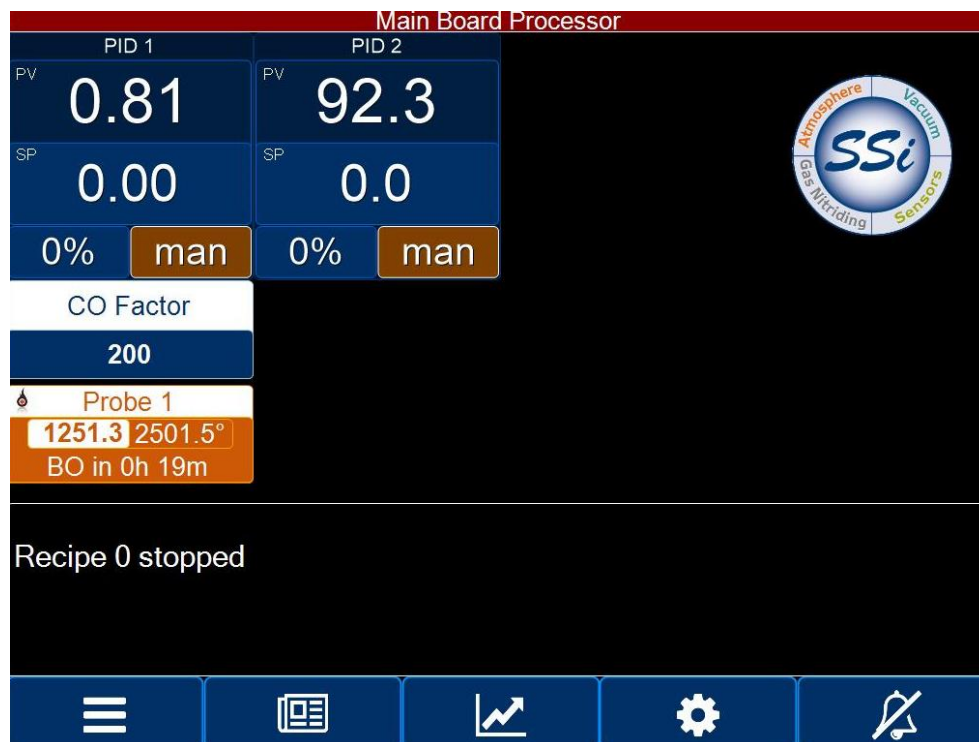 Main Board Processor
PID 1
PV
0.81
SP
0.00
0%
man
PID 2
PV
92.3
SP
0.0
0%
man
CO Factor
200
Probe 1
1251.3 2501.5°
BO in 0h 19m
Atmosphere
Vacuum
SSi
Gas Nitriding
Sensors
Recipe 0 stopped